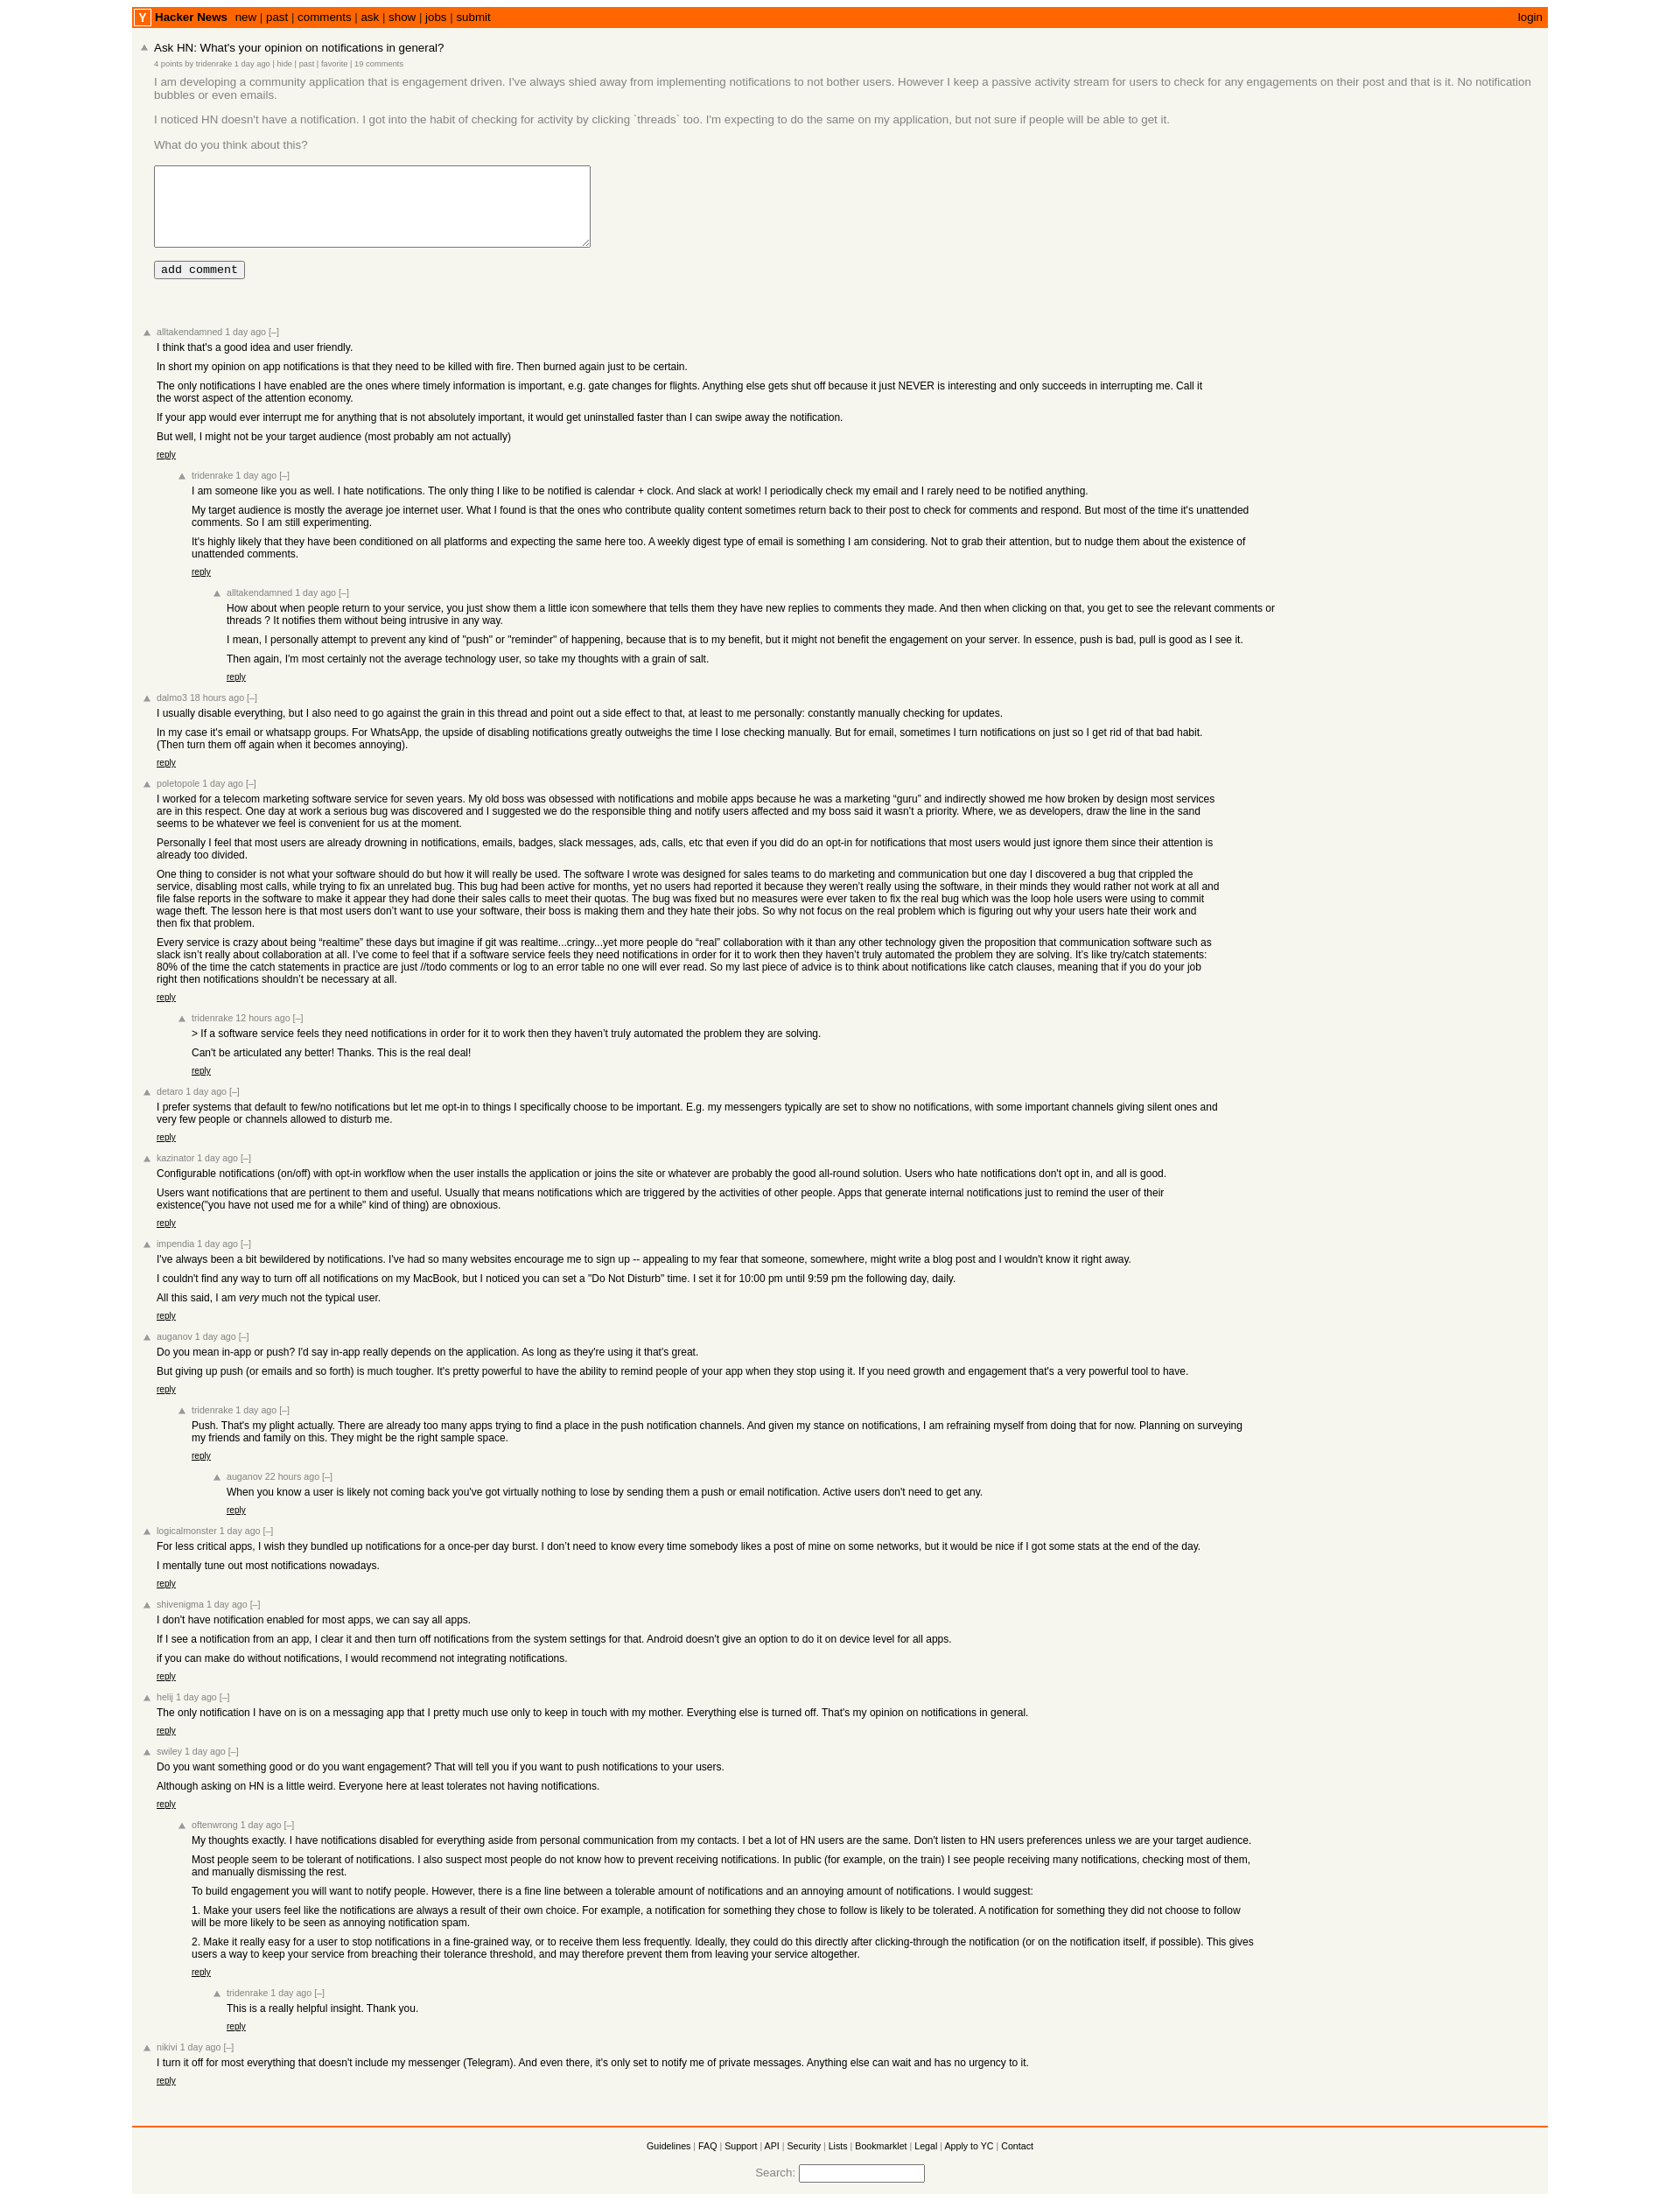 Y Hacker News new | past | comments | ask | show | jobs | submit login
Ask HN: What's your opinion on notifications in general?
4 points by tridenrake 1 day ago | hide | past | favorite | 19 comments
I am developing a community application that is engagement driven. I've always shied away from implementing notifications to not bother users. However I keep a passive activity stream for users to check for any engagements on their post and that is it. No notification
bubbles or even emails.
I noticed HN doesn't have a notification. I got into the habit of checking for activity by clicking `threads` too. I'm expecting to do the same on my application, but not sure if people will be able to get it.
What do you think about this?
add comment
alltakendamned 1 day ago [–]
I think that's a good idea and user friendly.
In short my opinion on app notifications is that they need to be killed with fire. Then burned again just to be certain.
The only notifications I have enabled are the ones where timely information is important, e.g. gate changes for flights. Anything else gets shut off because it just NEVER is interesting and only succeeds in interrupting me. Call it
the worst aspect of the attention economy.
If your app would ever interrupt me for anything that is not absolutely important, it would get uninstalled faster than I can swipe away the notification.
But well, I might not be your target audience (most probably am not actually)
reply
tridenrake 1 day ago [–]
I am someone like you as well. I hate notifications. The only thing I like to be notified is calendar + clock. And slack at work! I periodically check my email and I rarely need to be notified anything.
My target audience is mostly the average joe internet user. What I found is that the ones who contribute quality content sometimes return back to their post to check for comments and respond. But most of the time it's unattended
comments. So I am still experimenting.
It's highly likely that they have been conditioned on all platforms and expecting the same here too. A weekly digest type of email is something I am considering. Not to grab their attention, but to nudge them about the existence of
unattended comments.
reply
alltakendamned 1 day ago [–]
How about when people return to your service, you just show them a little icon somewhere that tells them they have new replies to comments they made. And then when clicking on that, you get to see the relevant comments or
threads ? It notifies them without being intrusive in any way.
I mean, I personally attempt to prevent any kind of "push" or "reminder" of happening, because that is to my benefit, but it might not benefit the engagement on your server. In essence, push is bad, pull is good as I see it.
Then again, I'm most certainly not the average technology user, so take my thoughts with a grain of salt.
reply
dalmo3 18 hours ago [–]
I usually disable everything, but I also need to go against the grain in this thread and point out a side effect to that, at least to me personally: constantly manually checking for updates.
In my case it's email or whatsapp groups. For WhatsApp, the upside of disabling notifications greatly outweighs the time I lose checking manually. But for email, sometimes I turn notifications on just so I get rid of that bad habit.
(Then turn them off again when it becomes annoying).
reply
poletopole 1 day ago [–]
I worked for a telecom marketing software service for seven years. My old boss was obsessed with notifications and mobile apps because he was a marketing “guru” and indirectly showed me how broken by design most services
are in this respect. One day at work a serious bug was discovered and I suggested we do the responsible thing and notify users affected and my boss said it wasn’t a priority. Where, we as developers, draw the line in the sand
seems to be whatever we feel is convenient for us at the moment.
Personally I feel that most users are already drowning in notifications, emails, badges, slack messages, ads, calls, etc that even if you did do an opt-in for notifications that most users would just ignore them since their attention is
already too divided.
One thing to consider is not what your software should do but how it will really be used. The software I wrote was designed for sales teams to do marketing and communication but one day I discovered a bug that crippled the
service, disabling most calls, while trying to fix an unrelated bug. This bug had been active for months, yet no users had reported it because they weren’t really using the software, in their minds they would rather not work at all and
file false reports in the software to make it appear they had done their sales calls to meet their quotas. The bug was fixed but no measures were ever taken to fix the real bug which was the loop hole users were using to commit
wage theft. The lesson here is that most users don’t want to use your software, their boss is making them and they hate their jobs. So why not focus on the real problem which is figuring out why your users hate their work and
then fix that problem.
Every service is crazy about being “realtime” these days but imagine if git was realtime...cringy...yet more people do “real” collaboration with it than any other technology given the proposition that communication software such as
slack isn’t really about collaboration at all. I’ve come to feel that if a software service feels they need notifications in order for it to work then they haven’t truly automated the problem they are solving. It’s like try/catch statements:
80% of the time the catch statements in practice are just //todo comments or log to an error table no one will ever read. So my last piece of advice is to think about notifications like catch clauses, meaning that if you do your job
right then notifications shouldn’t be necessary at all.
reply
tridenrake 12 hours ago [–]
> If a software service feels they need notifications in order for it to work then they haven’t truly automated the problem they are solving.
Can't be articulated any better! Thanks. This is the real deal!
reply
detaro 1 day ago [–]
I prefer systems that default to few/no notifications but let me opt-in to things I specifically choose to be important. E.g. my messengers typically are set to show no notifications, with some important channels giving silent ones and
very few people or channels allowed to disturb me.
reply
kazinator 1 day ago [–]
Configurable notifications (on/off) with opt-in workflow when the user installs the application or joins the site or whatever are probably the good all-round solution. Users who hate notifications don't opt in, and all is good.
Users want notifications that are pertinent to them and useful. Usually that means notifications which are triggered by the activities of other people. Apps that generate internal notifications just to remind the user of their
existence("you have not used me for a while" kind of thing) are obnoxious.
reply
impendia 1 day ago [–]
I've always been a bit bewildered by notifications. I've had so many websites encourage me to sign up -- appealing to my fear that someone, somewhere, might write a blog post and I wouldn't know it right away.
I couldn't find any way to turn off all notifications on my MacBook, but I noticed you can set a "Do Not Disturb" time. I set it for 10:00 pm until 9:59 pm the following day, daily.
All this said, I am very much not the typical user.
reply
auganov 1 day ago [–]
Do you mean in-app or push? I'd say in-app really depends on the application. As long as they're using it that's great.
But giving up push (or emails and so forth) is much tougher. It's pretty powerful to have the ability to remind people of your app when they stop using it. If you need growth and engagement that's a very powerful tool to have.
reply
tridenrake 1 day ago [–]
Push. That's my plight actually. There are already too many apps trying to find a place in the push notification channels. And given my stance on notifications, I am refraining myself from doing that for now. Planning on surveying
my friends and family on this. They might be the right sample space.
reply
auganov 22 hours ago [–]
When you know a user is likely not coming back you've got virtually nothing to lose by sending them a push or email notification. Active users don't need to get any.
reply
logicalmonster 1 day ago [–]
For less critical apps, I wish they bundled up notifications for a once-per day burst. I don’t need to know every time somebody likes a post of mine on some networks, but it would be nice if I got some stats at the end of the day.
I mentally tune out most notifications nowadays.
reply
shivenigma 1 day ago [–]
I don't have notification enabled for most apps, we can say all apps.
If I see a notification from an app, I clear it and then turn off notifications from the system settings for that. Android doesn't give an option to do it on device level for all apps.
if you can make do without notifications, I would recommend not integrating notifications.
reply
helij 1 day ago [–]
The only notification I have on is on a messaging app that I pretty much use only to keep in touch with my mother. Everything else is turned off. That's my opinion on notifications in general.
reply
swiley 1 day ago [–]
Do you want something good or do you want engagement? That will tell you if you want to push notifications to your users.
Although asking on HN is a little weird. Everyone here at least tolerates not having notifications.
reply
oftenwrong 1 day ago [–]
My thoughts exactly. I have notifications disabled for everything aside from personal communication from my contacts. I bet a lot of HN users are the same. Don't listen to HN users preferences unless we are your target audience.
Most people seem to be tolerant of notifications. I also suspect most people do not know how to prevent receiving notifications. In public (for example, on the train) I see people receiving many notifications, checking most of them,
and manually dismissing the rest.
To build engagement you will want to notify people. However, there is a fine line between a tolerable amount of notifications and an annoying amount of notifications. I would suggest:
1. Make your users feel like the notifications are always a result of their own choice. For example, a notification for something they chose to follow is likely to be tolerated. A notification for something they did not choose to follow
will be more likely to be seen as annoying notification spam.
2. Make it really easy for a user to stop notifications in a fine-grained way, or to receive them less frequently. Ideally, they could do this directly after clicking-through the notification (or on the notification itself, if possible). This gives
users a way to keep your service from breaching their tolerance threshold, and may therefore prevent them from leaving your service altogether.
reply
tridenrake 1 day ago [–]
This is a really helpful insight. Thank you.
reply
nikivi 1 day ago [–]
I turn it off for most everything that doesn't include my messenger (Telegram). And even there, it's only set to notify me of private messages. Anything else can wait and has no urgency to it.
reply
Guidelines | FAQ | Support | API | Security | Lists | Bookmarklet | Legal | Apply to YC | Contact
Search: